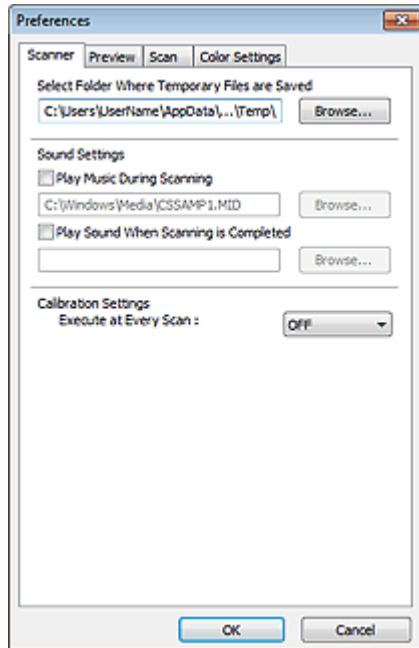 Preferences
Scanner Preview Scan Color Settings
Select Folder Where Temporary Files are Saved
C:\Users\UserName\AppData\...\Temp\ Browse...
Sound Settings
Play Music During Scanning
C:\Windows\Media\CSSAMP1.MID Browse...
Play Sound When Scanning is Completed
Browse...
Calibration Settings
Execute at Every Scan : OFF
OK Cancel